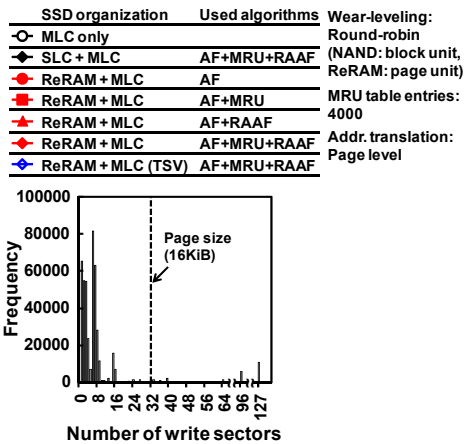 SSD organization Used algorithms
MLC only
SLC + MLC AF+MRU+RAAF
ReRAM + MLC AF
ReRAM + MLC AF+MRU
ReRAM + MLC AF+RAAF
ReRAM + MLC AF+MRU+RAAF
ReRAM + MLC (TSV) AF+MRU+RAAF
Wear-leveling:
Round-robin
(NAND: block unit,
ReRAM: page unit)
MRU table entries:
4000
Addr. translation:
Page level
100000
80000
60000
40000
20000
0
Frequency
Page size
(16KiB)
0 8 16 24 32 40 48 56 64 96 127
Number of write sectors